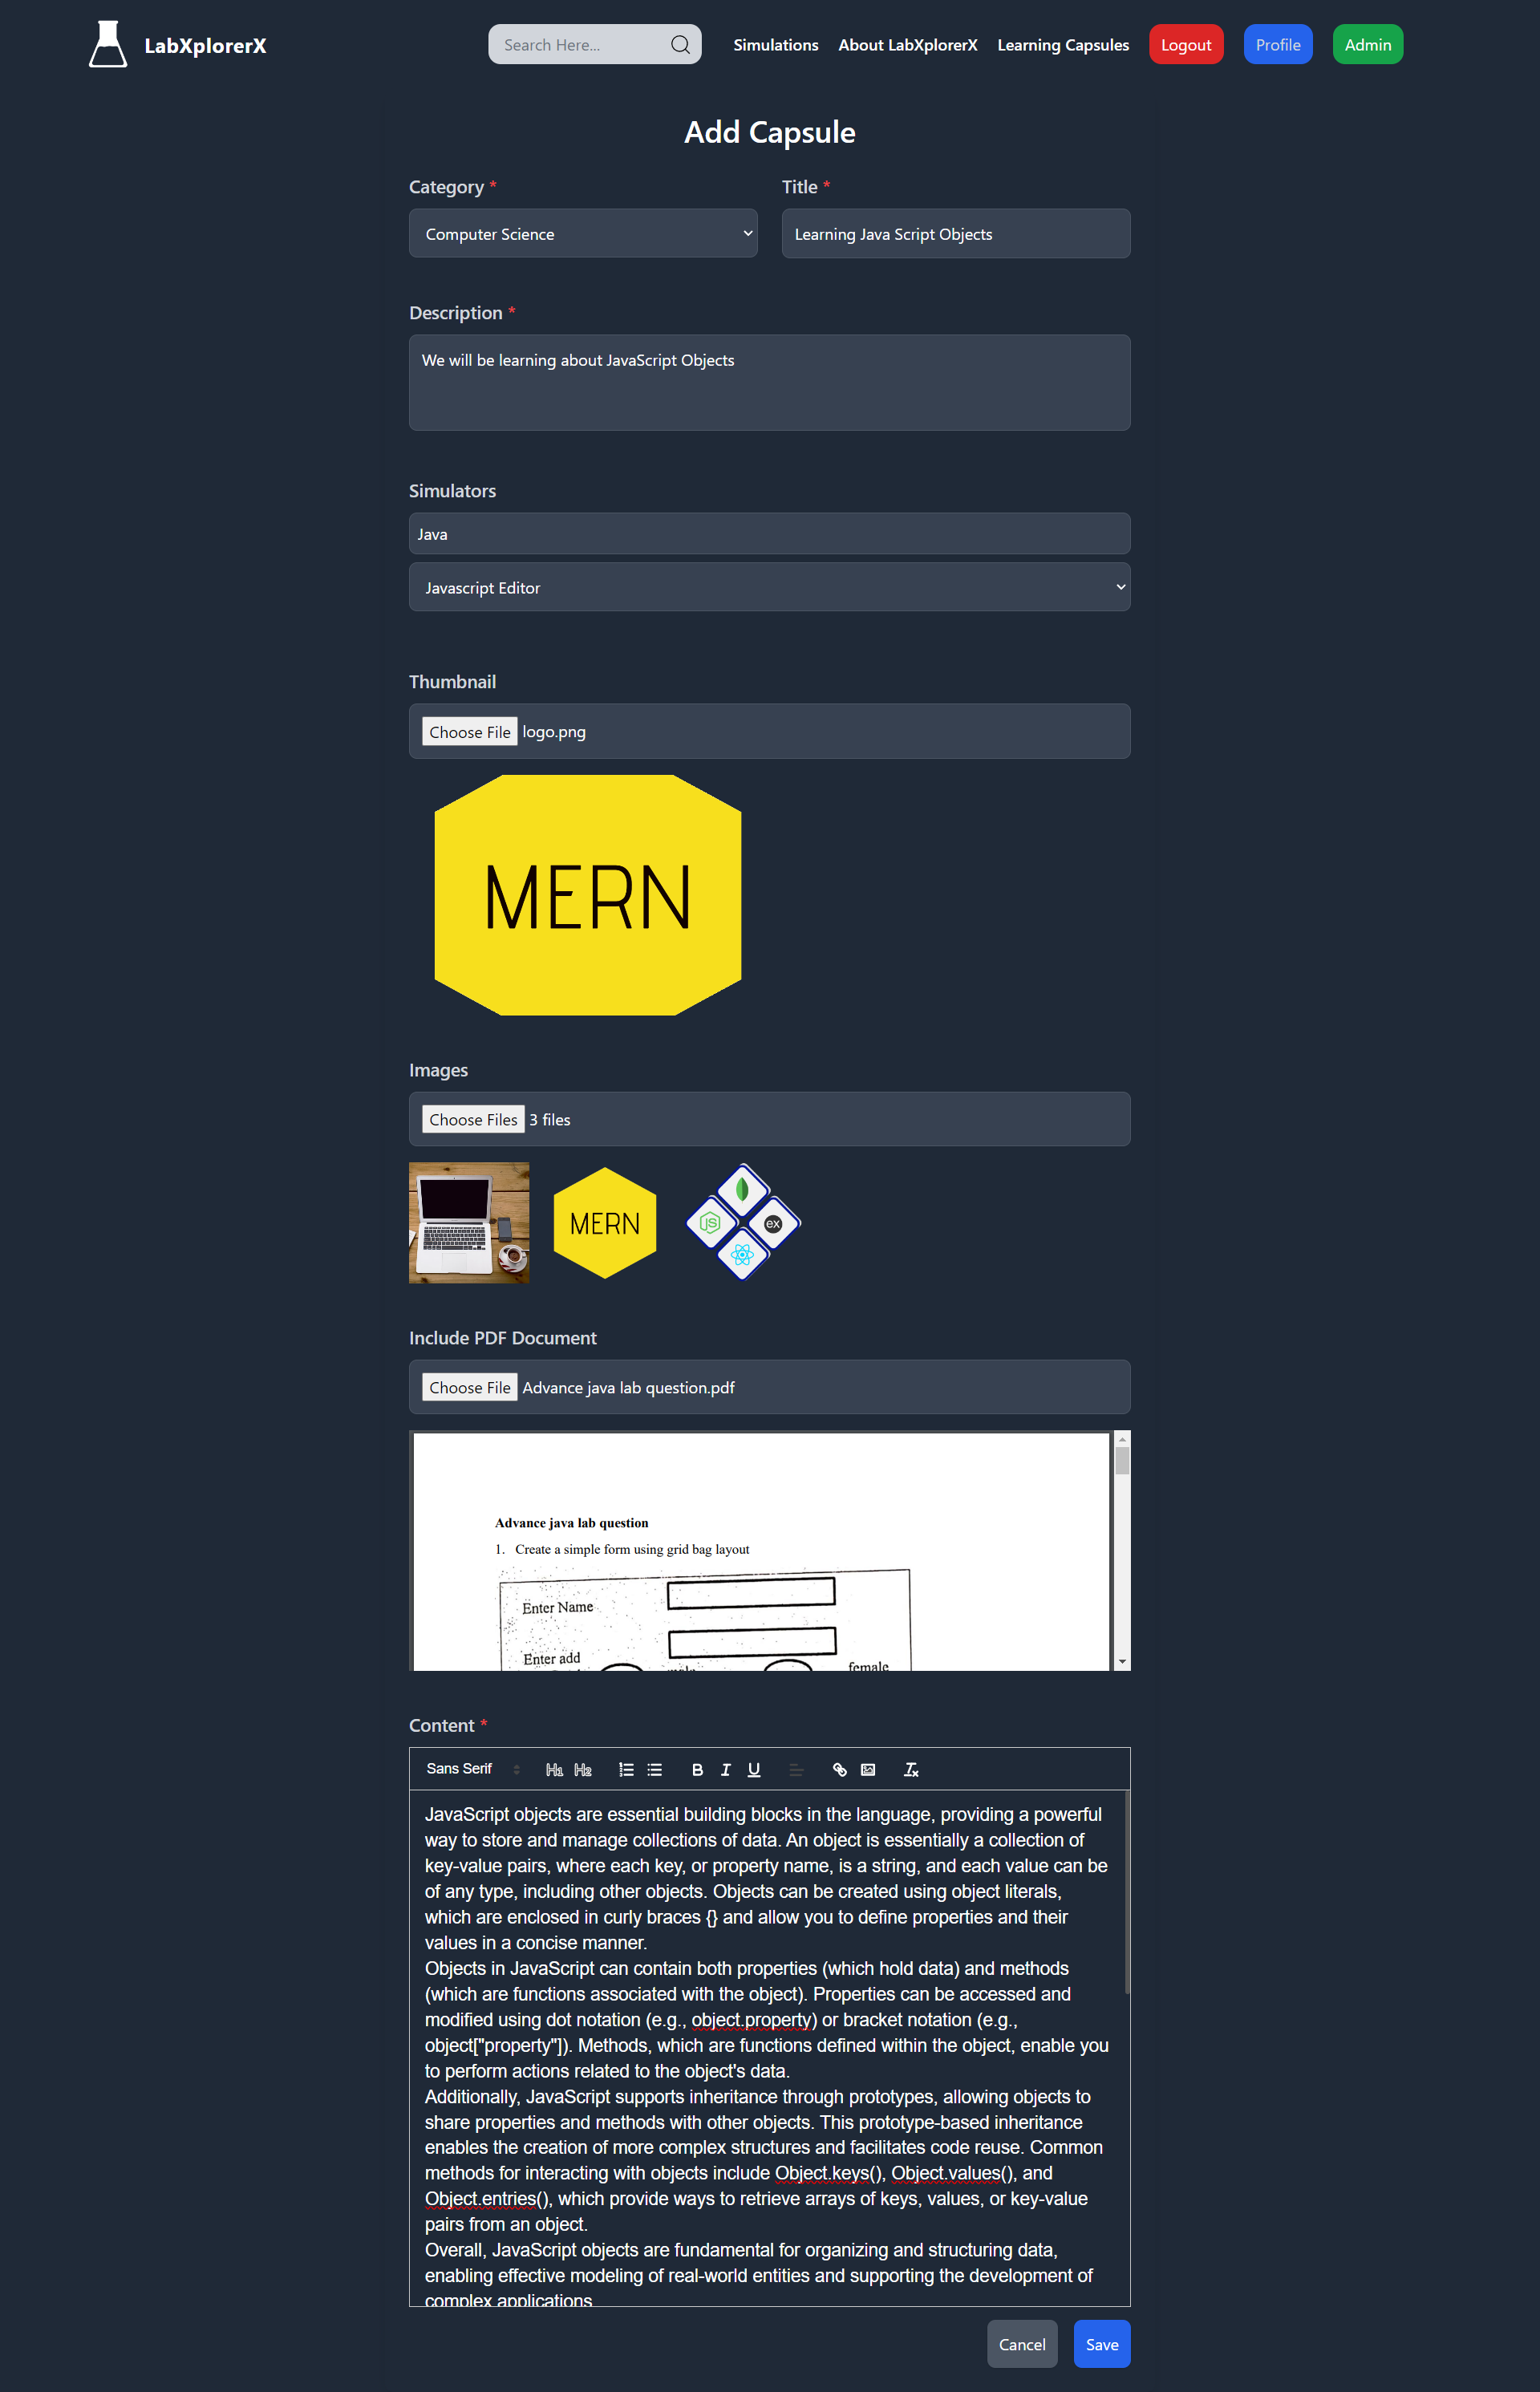 LabXplorerX
Search Here...
Simulations
About LabXplorerX
Learning Capsules
Logout
Profile
Admin
Add Capsule
Category *
Title *
Computer Science
Learning Java Script Objects
Description *
We will be learning about JavaScript Objects
Simulators
Java
Javascript Editor
Thumbnail
Choose File logo.png
MERN
Images
Choose Files 3 files
MERN
JS
ex
Include PDF Document
Choose File Advance java lab question.pdf
Advance java lab question
1. Create a simple form using grid bag layout
Enter Name
Enter add
female
Content *
Sans Serif
H1 H2
B I U
JavaScript objects are essential building blocks in the language, providing a powerful
way to store and manage collections of data. An object is essentially a collection of
key-value pairs, where each key, or property name, is a string, and each value can be
of any type, including other objects. Objects can be created using object literals,
which are enclosed in curly braces {} and allow you to define properties and their
values in a concise manner.
Objects in JavaScript can contain both properties (which hold data) and methods
(which are functions associated with the object). Properties can be accessed and
modified using dot notation (e.g., object.property) or bracket notation (e.g.,
object["property"]). Methods, which are functions defined within the object, enable you
to perform actions related to the object's data.
Additionally, JavaScript supports inheritance through prototypes, allowing objects to
share properties and methods with other objects. This prototype-based inheritance
enables the creation of more complex structures and facilitates code reuse. Common
methods for interacting with objects include Object.keys(), Object.values(), and
Object.entries(), which provide ways to retrieve arrays of keys, values, or key-value
pairs from an object.
Overall, JavaScript objects are fundamental for organizing and structuring data,
enabling effective modeling of real-world entities and supporting the development of
complex applications
Cancel
Save